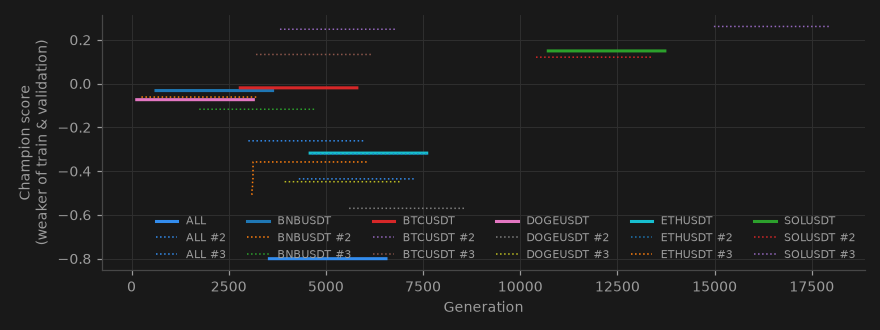 Champion score
(weaker of train & validation)
0.2
0.0
−0.2
−0.4
−0.6
−0.8
ALL BNBUSDT BTCUSDT DOGEUSDT ETHUSDT SOLUSDT
ALL #2 BNBUSDT #2 BTCUSDT #2 DOGEUSDT #2 ETHUSDT #2 SOLUSDT #2
ALL #3 BNBUSDT #3 BTCUSDT #3 DOGEUSDT #3 ETHUSDT #3 SOLUSDT #3
0 2500 5000 7500 10000 12500 15000 17500
Generation